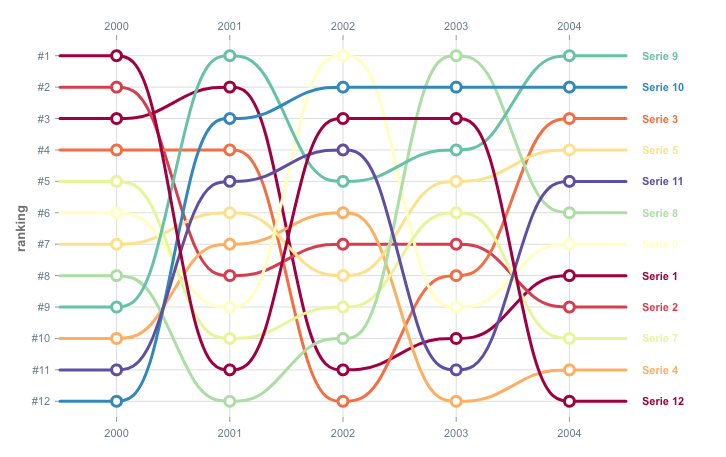 2000 2001 2002 2003 2004
#1 Serie 9
#2 Serie 10
#3 Serie 3
#4 Serie 5
#5 Serie 11
#6 Serie 8
#7 Serie 6
#8 Serie 1
#9 Serie 2
#10 Serie 7
#11 Serie 4
#12 Serie 12
ranking
2000 2001 2002 2003 2004